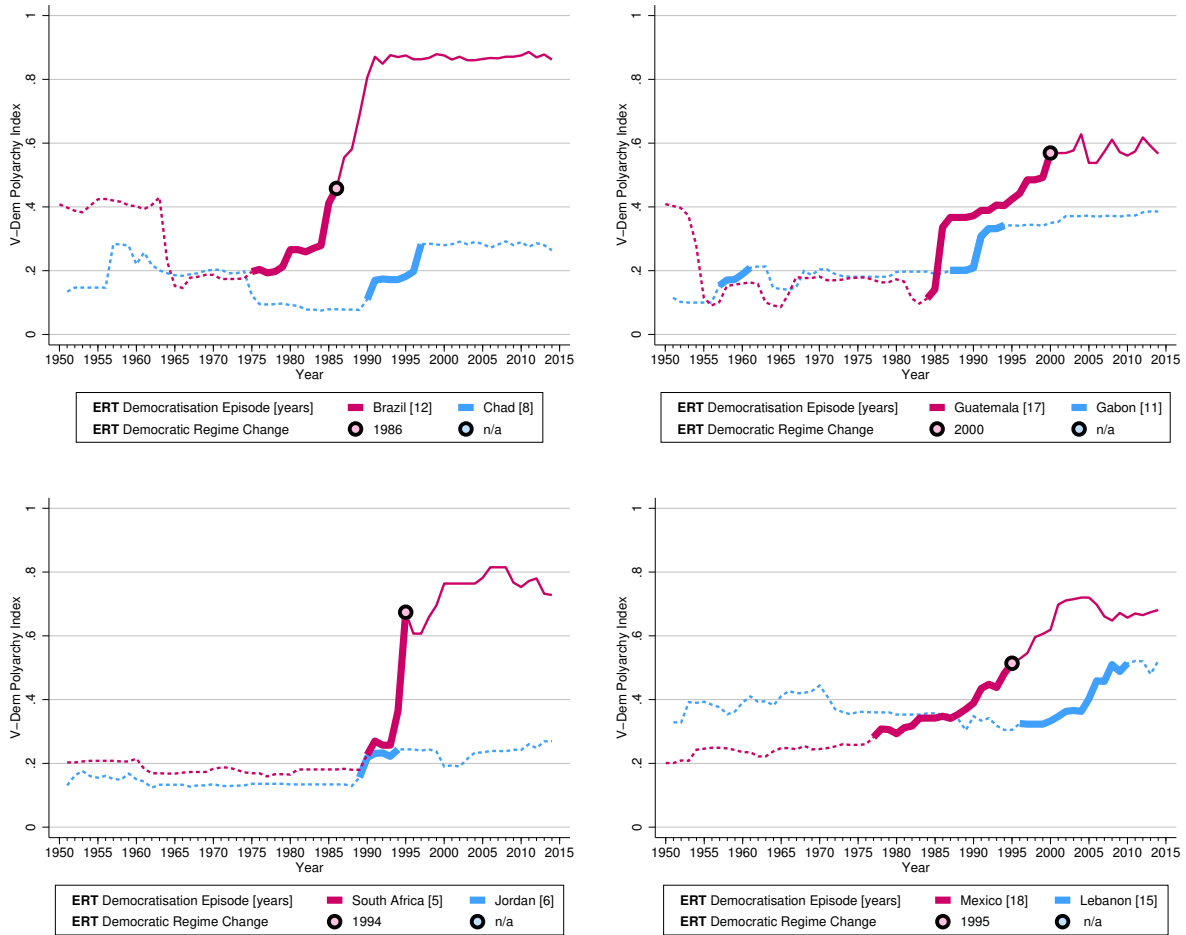 V−Dem Polyarchy Index
0 .2 .4 .6 .8 1
1950 1955 1960 1965 1970 1975 1980 1985 1990 1995 2000 2005 2010 2015
Year
ERT Democratisation Episode [years] Brazil [12] Chad [8]
ERT Democratic Regime Change 1986 n/a
V−Dem Polyarchy Index
0 .2 .4 .6 .8 1
1950 1955 1960 1965 1970 1975 1980 1985 1990 1995 2000 2005 2010 2015
Year
ERT Democratisation Episode [years] Guatemala [17] Gabon [11]
ERT Democratic Regime Change 2000 n/a
V−Dem Polyarchy Index
0 .2 .4 .6 .8 1
1950 1955 1960 1965 1970 1975 1980 1985 1990 1995 2000 2005 2010 2015
Year
ERT Democratisation Episode [years] South Africa [5] Jordan [6]
ERT Democratic Regime Change 1994 n/a
V−Dem Polyarchy Index
0 .2 .4 .6 .8 1
1950 1955 1960 1965 1970 1975 1980 1985 1990 1995 2000 2005 2010 2015
Year
ERT Democratisation Episode [years] Mexico [18] Lebanon [15]
ERT Democratic Regime Change 1995 n/a